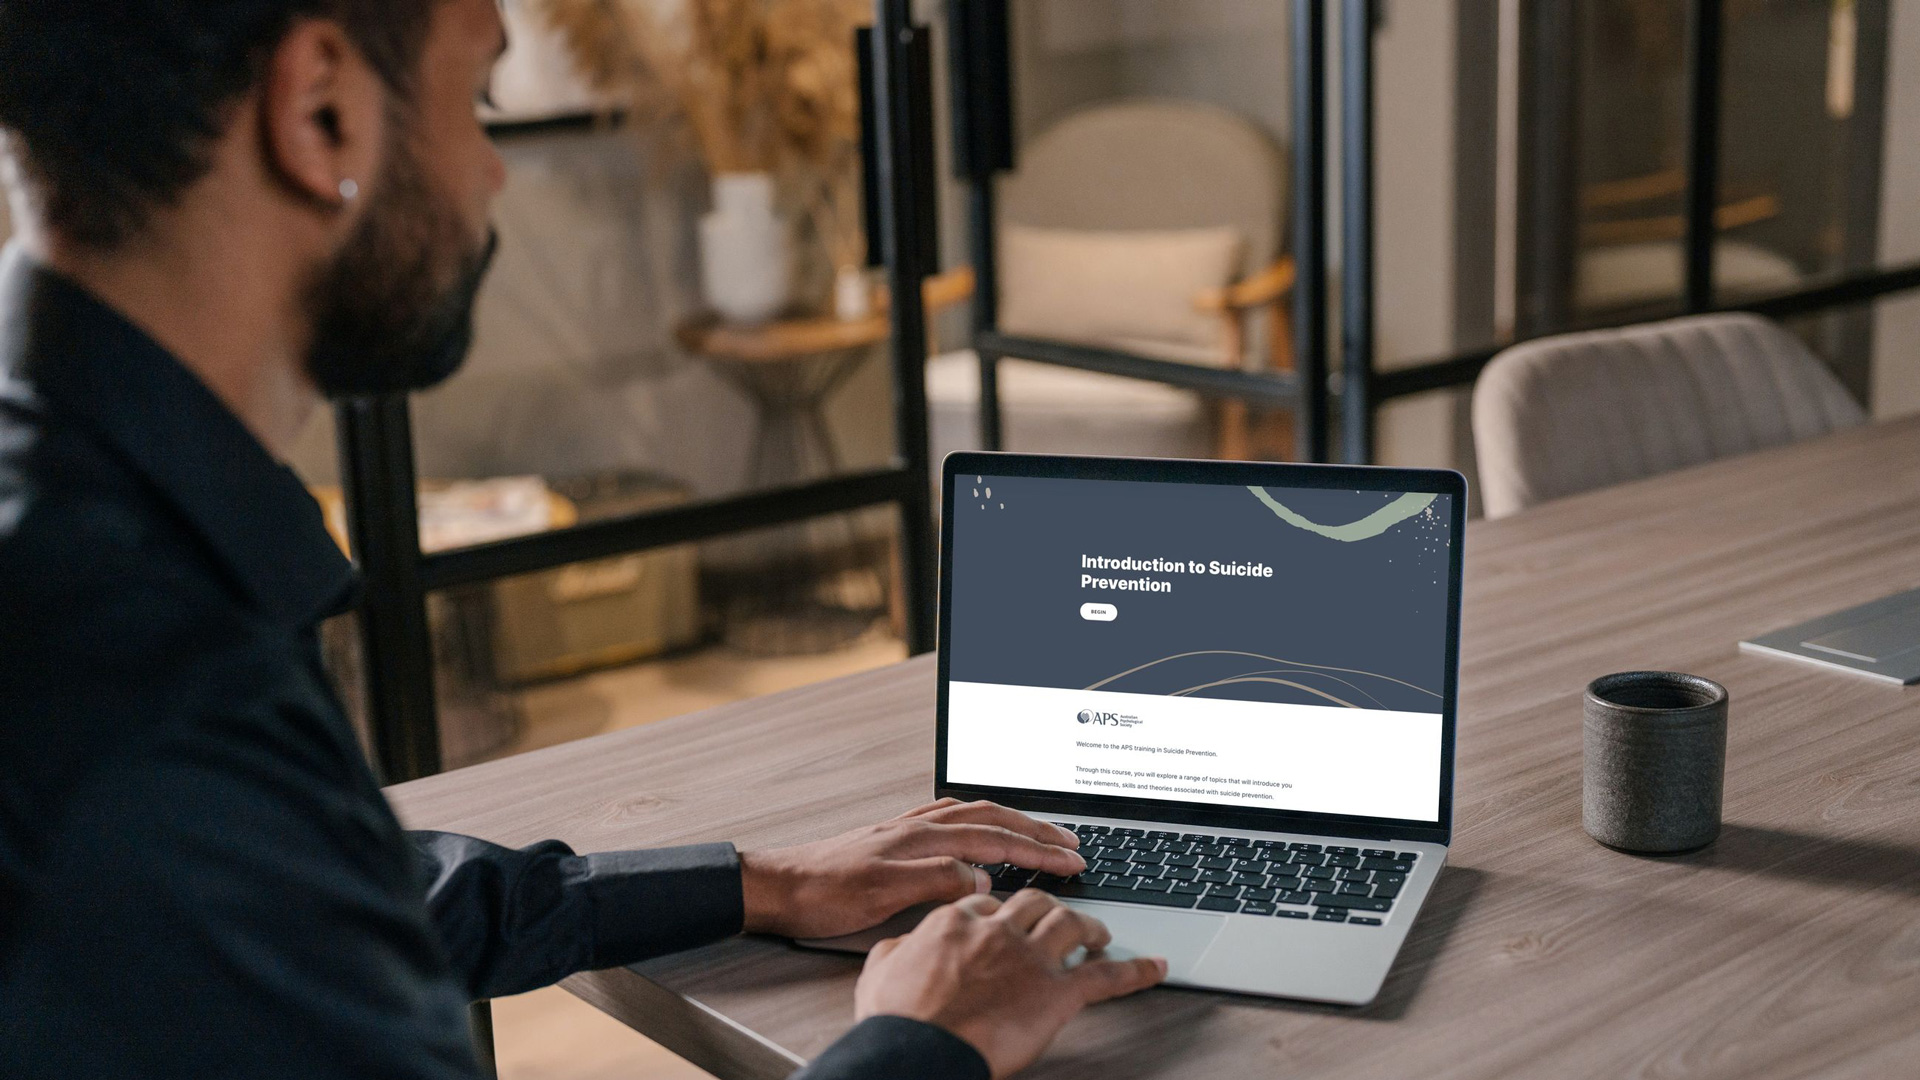 Introduction to Suicide
Prevention
BEGIN
APS Australian
Psychological
Society
Welcome to the APS training in Suicide Prevention.
Through this course, you will explore a range of topics that will introduce you
to key elements, skills and theories associated with suicide prevention.